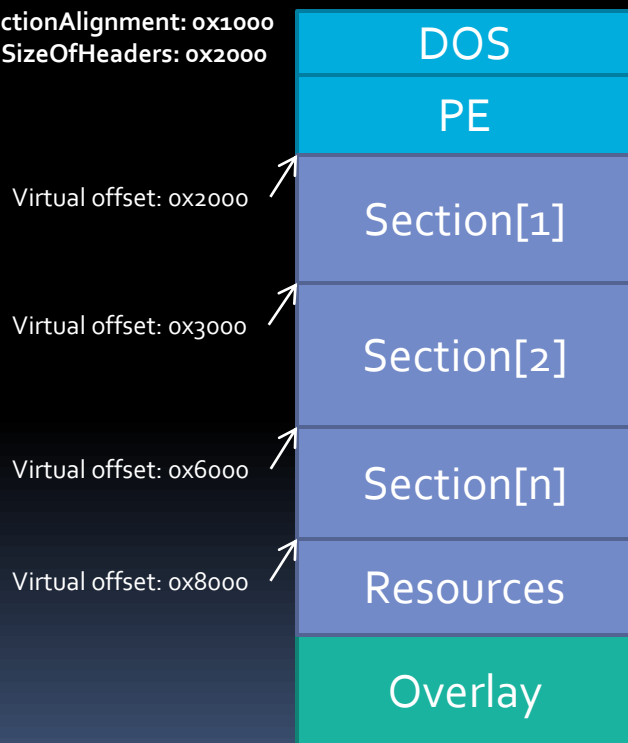 ctionAlignment: 0x1000
SizeOfHeaders: 0x2000
DOS
PE
Virtual offset: 0x2000
Section[1]
Virtual offset: 0x3000
Section[2]
Virtual offset: 0x6000
Section[n]
Virtual offset: 0x8000
Resources
Overlay